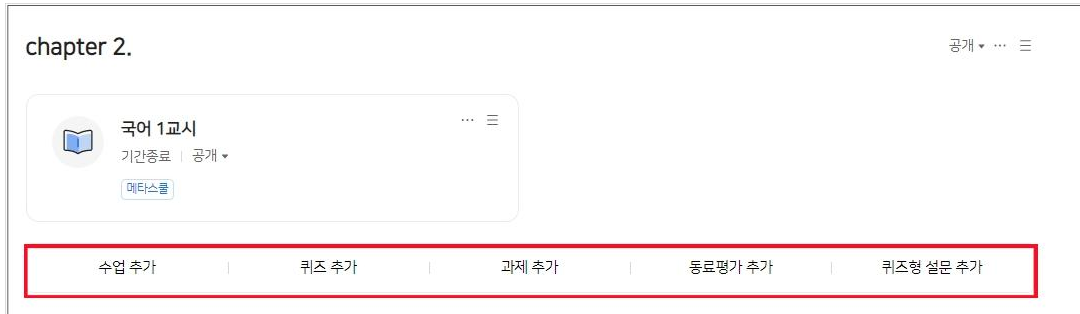 chapter 2.
공개
국어 1교시
기간종료 | 공개
메타스쿨
수업 추가 | 퀴즈 추가 | 과제 추가 | 동료평가 추가 | 퀴즈형 설문 추가